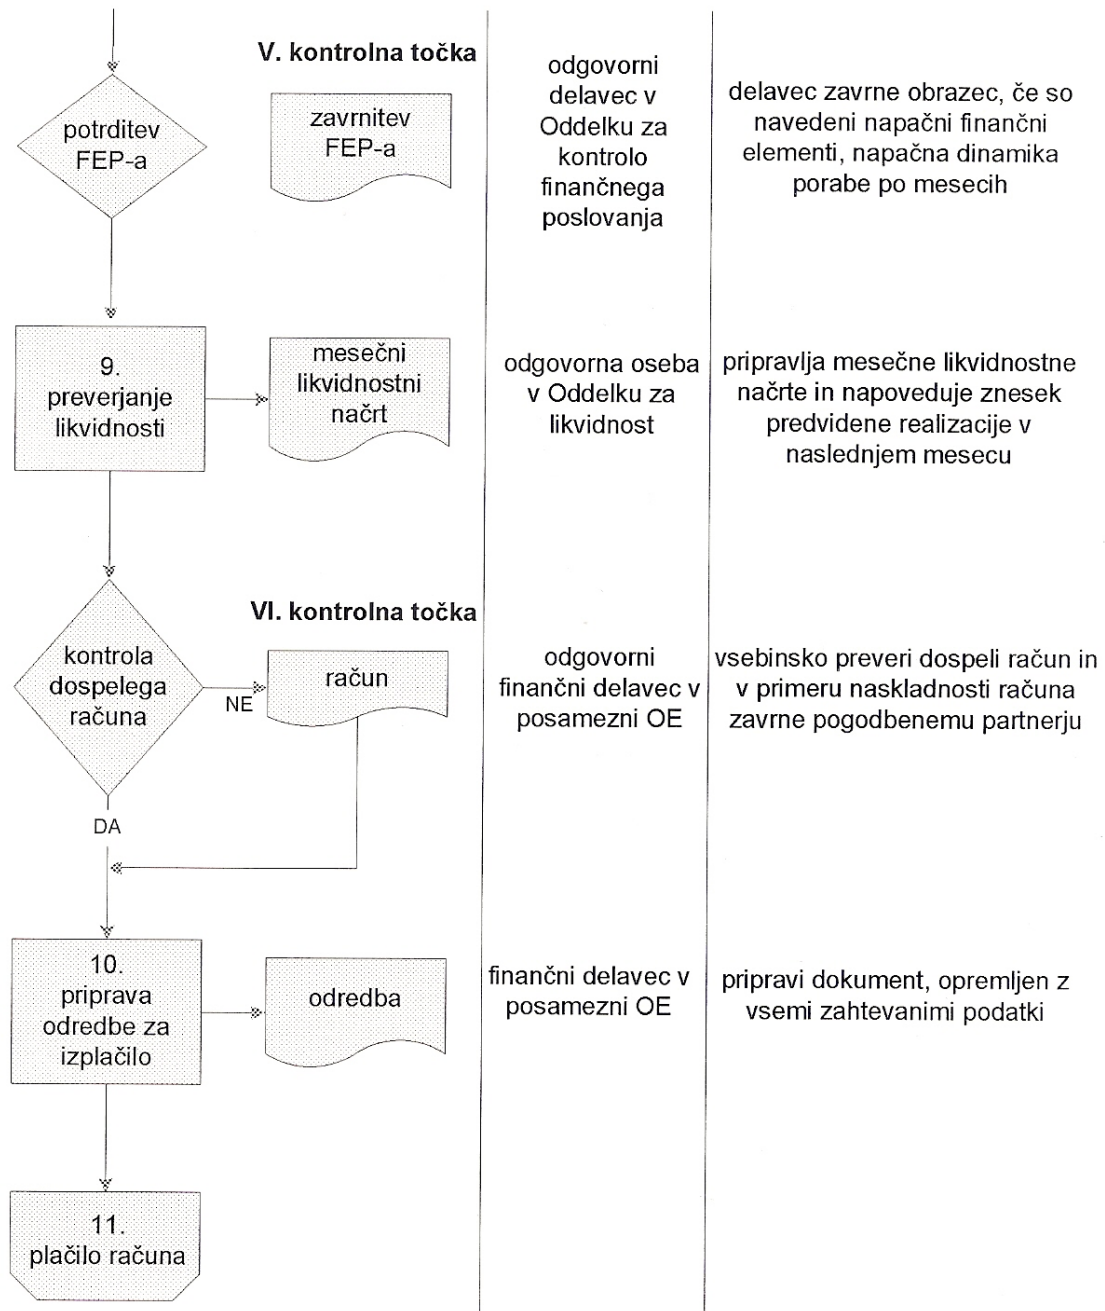 V. kontrolna točka
potrditev
FEP-a
zavrnitev
FEP-a
odgovorni
delavec v
Oddelku za
kontrolo
finančnega
poslovanja
delavec zavrne obrazec, če so
navedeni napačni finančni
elementi, napačna dinamika
porabe po mesecih
9.
preverjanje
likvidnosti
mesečni
likvidnostni
načrt
odgovorna oseba
v Oddelku za
likvidnost
pripravlja mesečne likvidnostne
načrte in napoveduje znesek
predvidene realizacije v
naslednjem mesecu
VI. kontrolna točka
kontrola
dospelega
računa
NE
račun
odgovorni
finančni delavec v
posamezni OE
vsebinsko preveri dospeli račun in
v primeru naskladnosti računa
zavrne pogodbenemu partnerju
DA
10.
priprava
odredbe za
izplačilo
odredba
finančni delavec v
posamezni OE
pripravi dokument, opremljen z
vsemi zahtevanimi podatki
11.
plačilo računa